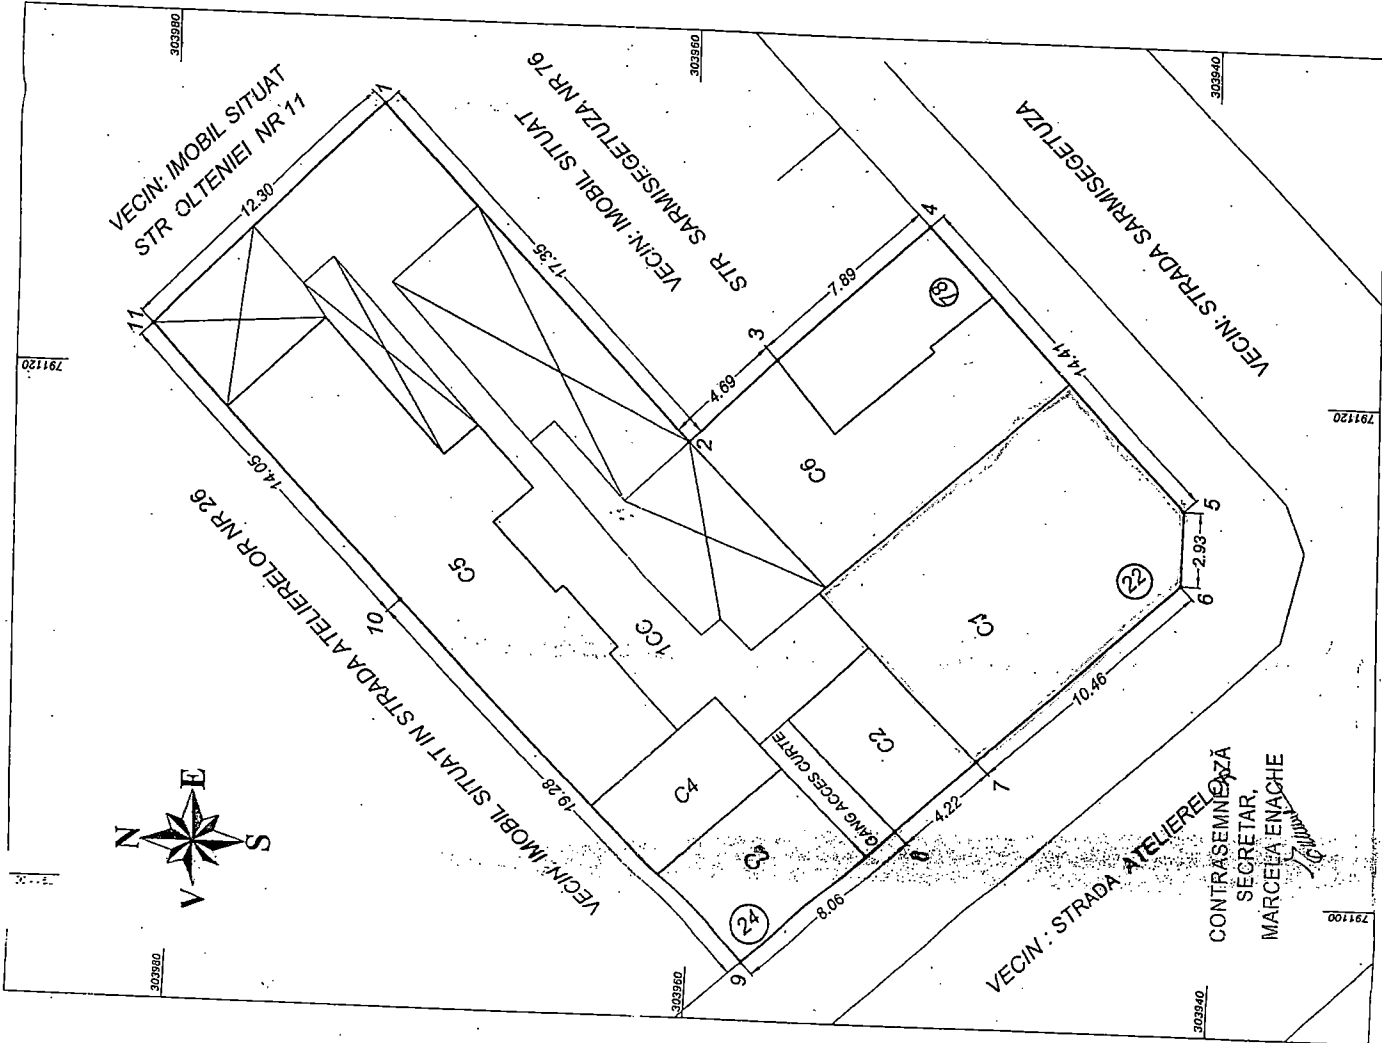 303980
303960
303940
VECIN: IMOBIL SITUAT
STR OLTENIEI NR 11
VECIN: IMOBIL SITUAT
STR SARMISEGETUZA NR 76
VECIN: STRADA SARMISEGETUZA
1
12.30
11
17.35
4
7.89
3
4.69
2
78
14.41
791120
791120
14.05
C5
C6
10
VECIN: IMOBIL SITUAT IN STRADA ATELIERELOR NR 26
1CC
5
2.93
6
22
C1
10.46
19.28
C4
C2
GANG ACCES CURTE
C3
7
4.22
8
8.06
24
9
N
E
S
V
VECIN : STRADA ATELIERELOR
CONTRASEMNEAZĂ
SECRETAR,
MARCELA ENACHE
791100
303980
303960
303940